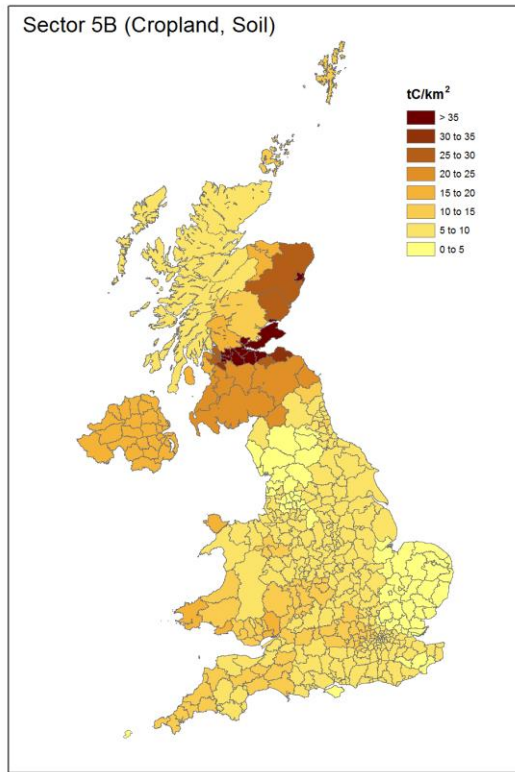 Sector 5B (Cropland, Soil)
tC/km²
> 35
30 to 35
25 to 30
20 to 25
15 to 20
10 to 15
5 to 10
0 to 5